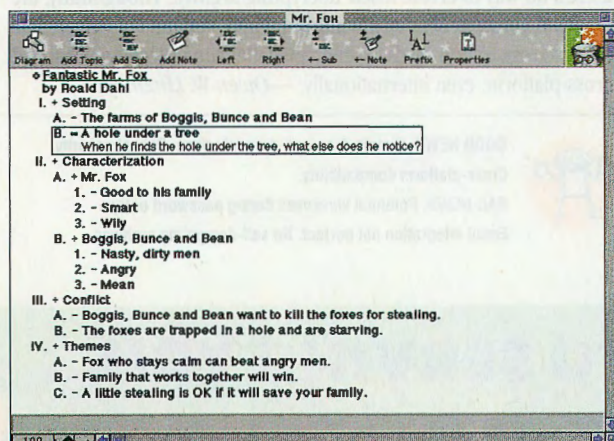 Mr. Fox
Diagram Add Topic Add Sub Add Note Left Right ← Sub ← Note Prefix Properties
Fantastic Mr. Fox
by Roald Dahl
I. + Setting
A. - The farms of Boggis, Bunce and Bean
B. - A hole under a tree
When he finds the hole under the tree, what else does he notice?
II. + Characterization
A. + Mr. Fox
1. - Good to his family
2. - Smart
3. - Wily
B. + Boggis, Bunce and Bean
1. - Nasty, dirty men
2. - Angry
3. - Mean
III. + Conflict
A. - Boggis, Bunce and Bean want to kill the foxes for stealing.
B. - The foxes are trapped in a hole and are starving.
IV. + Themes
A. - Fox who stays calm can beat angry men.
B. - Family that works together will win.
C. - A little stealing is OK if it will save your family.
100